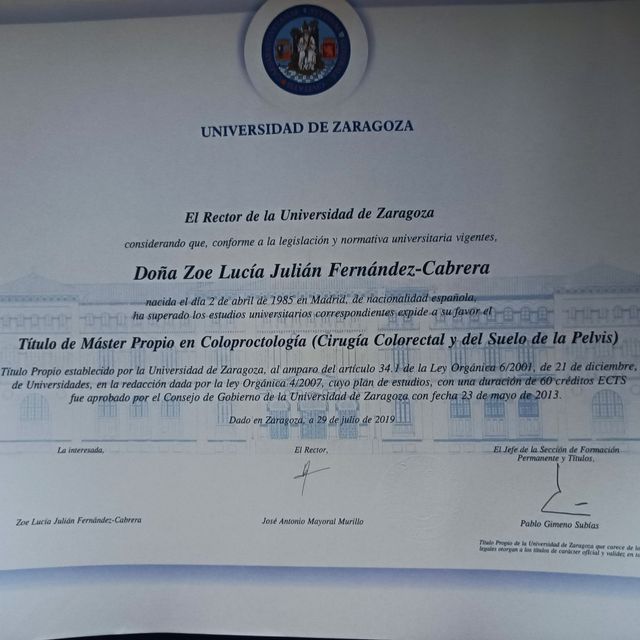 UNIVERSIDAD DE ZARAGOZA
El Rector de la Universidad de Zaragoza
considerando que, conforme a la legislación y normativa universitaria vigentes,
Doña Zoe Lucía Julián Fernández-Cabrera
nacida el día 2 de abril de 1985 en Madrid, de nacionalidad española,
ha superado los estudios universitarios correspondientes expide a su favor el
Título de Máster Propio en Coloproctología (Cirugía Colorectal y del Suelo de la Pelvis)
Título Propio establecido por la Universidad de Zaragoza, al amparo del artículo 34.1 de la Ley Orgánica 6/2001, de 21 de diciembre,
de Universidades, en la redacción dada por la ley Orgánica 4/2007, cuyo plan de estudios, con una duración de 60 créditos ECTS
fue aprobado por el Consejo de Gobierno de la Universidad de Zaragoza con fecha 23 de mayo de 2013.
Dado en Zaragoza, a 29 de julio de 2019
La interesada,
El Rector,
El Jefe de la Sección de Formación
Permanente y Títulos,
Zoe Lucía Julián Fernández-Cabrera
José Antonio Mayoral Murillo
Pablo Gimeno Subías
Título Propio de la Universidad de Zaragoza que carece de
legales otorgan a los títulos de carácter oficial y validez en